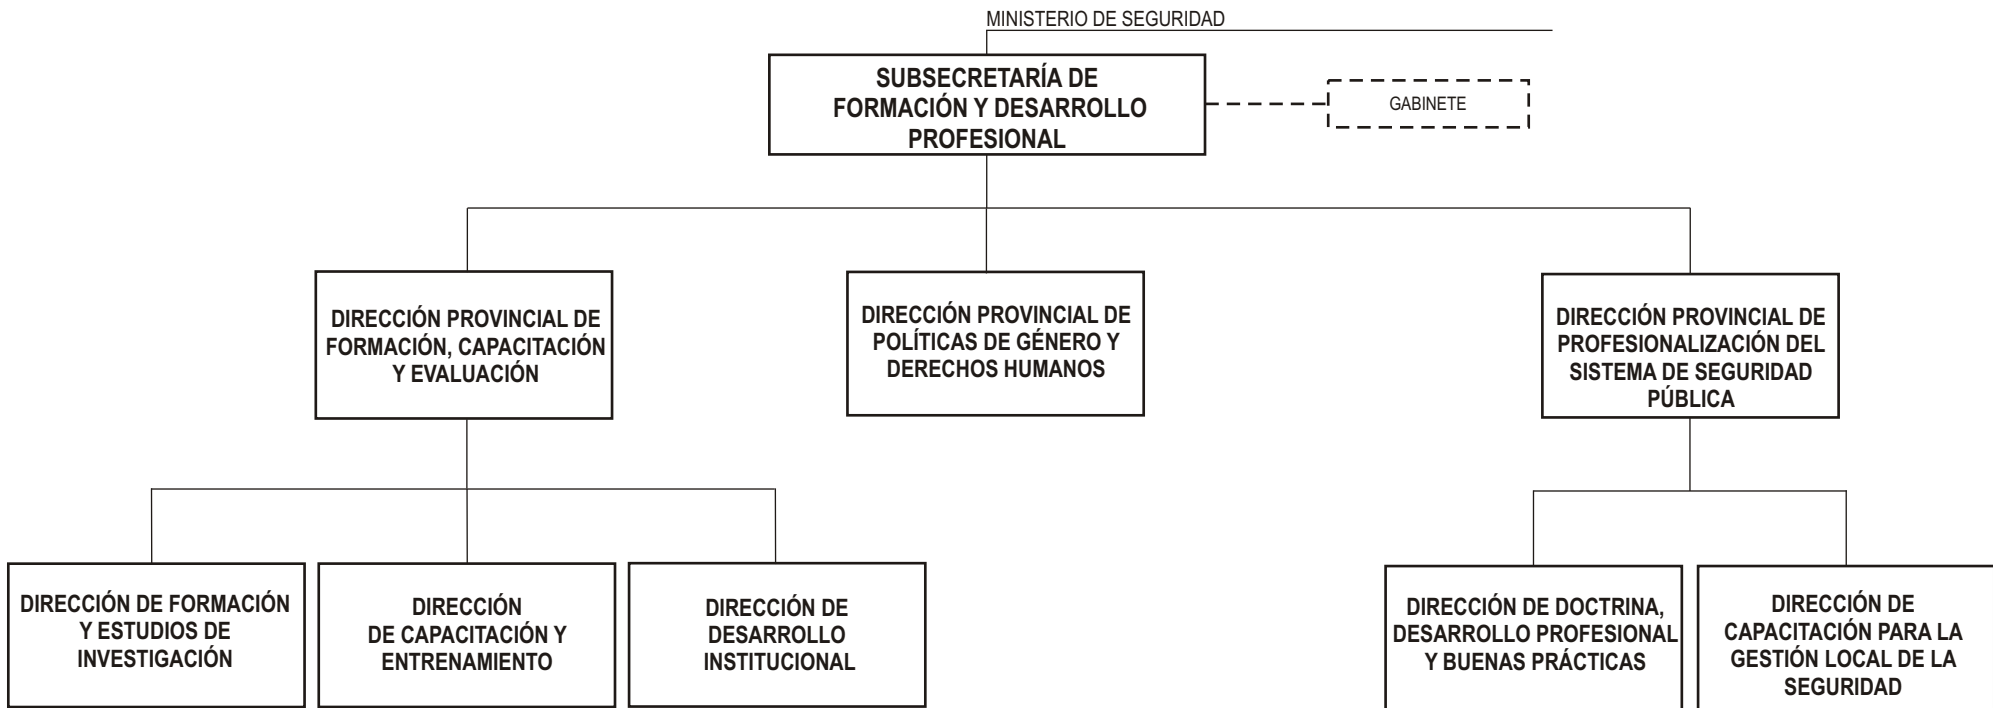 MINISTERIO DE SEGURIDAD
SUBSECRETARÍA DE
FORMACIÓN Y DESARROLLO
PROFESIONAL
GABINETE
DIRECCIÓN PROVINCIAL DE
FORMACIÓN, CAPACITACIÓN
Y EVALUACIÓN
DIRECCIÓN PROVINCIAL DE
POLÍTICAS DE GÉNERO Y
DERECHOS HUMANOS
DIRECCIÓN PROVINCIAL DE
PROFESIONALIZACIÓN DEL
SISTEMA DE SEGURIDAD
PÚBLICA
DIRECCIÓN DE FORMACIÓN
Y ESTUDIOS DE
INVESTIGACIÓN
DIRECCIÓN
DE CAPACITACIÓN Y
ENTRENAMIENTO
DIRECCIÓN DE
DESARROLLO
INSTITUCIONAL
DIRECCIÓN DE DOCTRINA,
DESARROLLO PROFESIONAL
Y BUENAS PRÁCTICAS
DIRECCIÓN DE
CAPACITACIÓN PARA LA
GESTIÓN LOCAL DE LA
SEGURIDAD